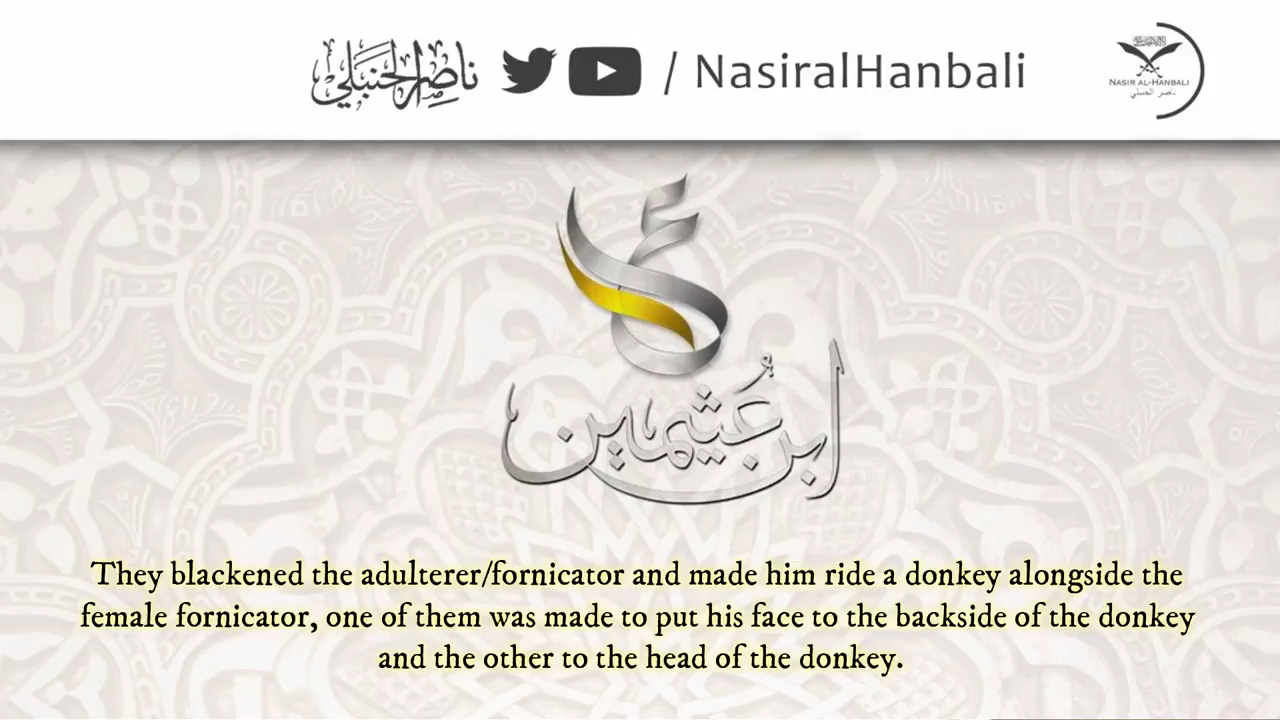 ناصر الحنبلي / NasiralHanbali
NASIR AL-HANBALI
ناصر الحنبلي
ابن عُثيمين
They blackened the adulterer/fornicator and made him ride a donkey alongside the
female fornicator, one of them was made to put his face to the backside of the donkey
and the other to the head of the donkey.